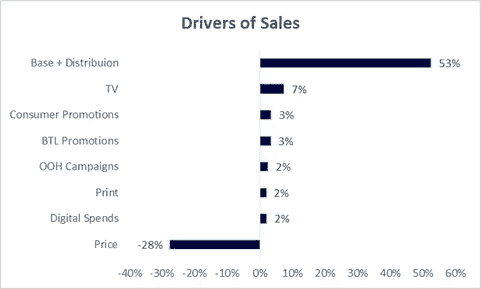 Drivers of Sales
Base + Distribuion 53%
TV 7%
Consumer Promotions 3%
BTL Promotions 3%
OOH Campaigns 2%
Print 2%
Digital Spends 2%
Price -28%
-40% -30% -20% -10% 0% 10% 20% 30% 40% 50% 60%